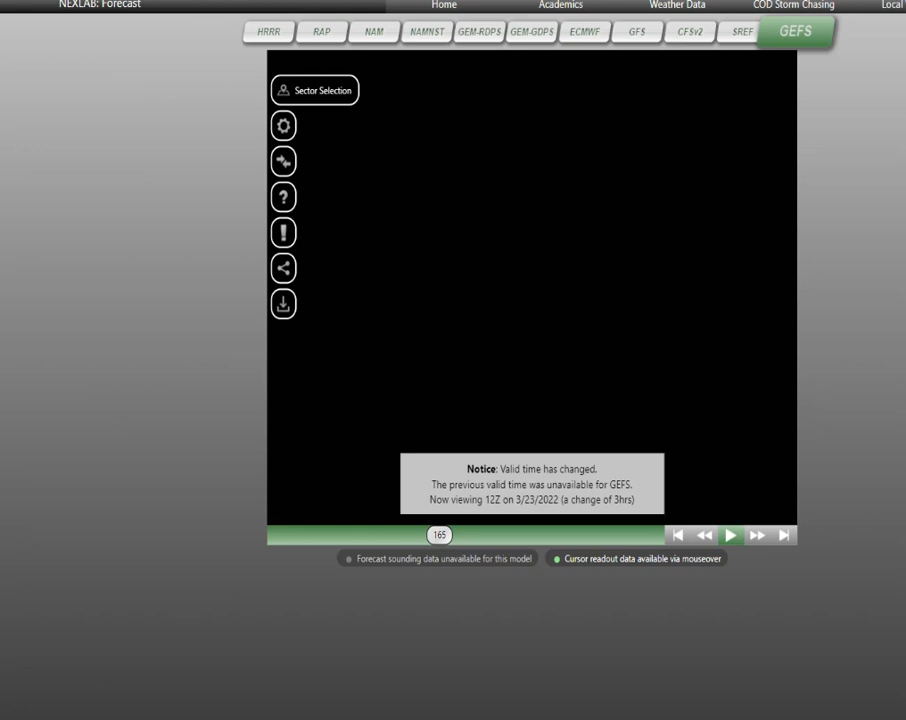 NEXLAB: Forecast
Home Academics Weather Data COD Storm Chasing Local
HRRR RAP NAM NAMNST GEM-RDPS GEM-GDPS ECMWF GFS CFSv2 SREF GEFS
Sector Selection
?
!
Notice: Valid time has changed.
The previous valid time was unavailable for GEFS.
Now viewing 12Z on 3/23/2022 (a change of 3hrs)
165
Forecast sounding data unavailable for this model Cursor readout data available via mouseover